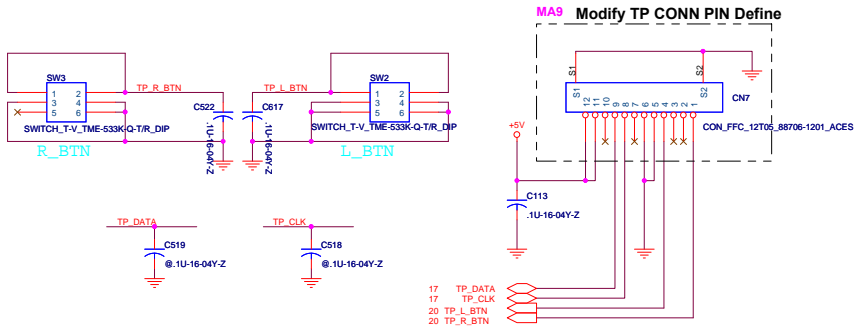 MA9 Modify TP CONN PIN Define
SW3
1 2
3 4
5 6
TP_R_BTN
SWITCH_T-V_TME-533K-Q-T/R_DIP
R_BTN
C522
.1U-16-04Y-Z
TP_L_BTN
C617
.1U-16-04Y-Z
SW2
1 2
3 4
5 6
SWITCH_T-V_TME-533K-Q-T/R_DIP
L_BTN
S1
S2
S1
S2
CN7
12 11 10 9 8 7 6 5 4 3 2 1
CON_FFC_12T05_88706-1201_ACES
+5V
C113
.1U-16-04Y-Z
TP_DATA
C519
@.1U-16-04Y-Z
TP_CLK
C518
@.1U-16-04Y-Z
17 TP_DATA
17 TP_CLK
20 TP_L_BTN
20 TP_R_BTN